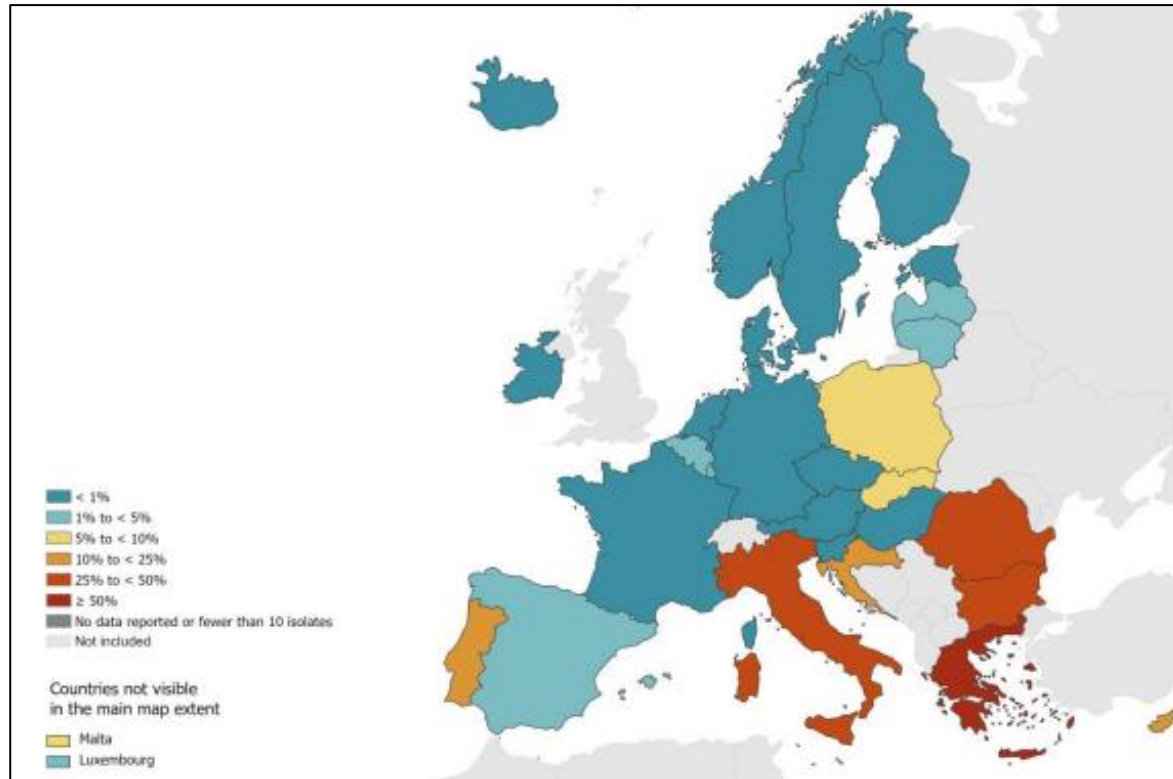 < 1%
1% to < 5%
5% to < 10%
10% to < 25%
25% to < 50%
≥ 50%
No data reported or fewer than 10 isolates
Not included
Countries not visible
in the main map extent
Malta
Luxembourg